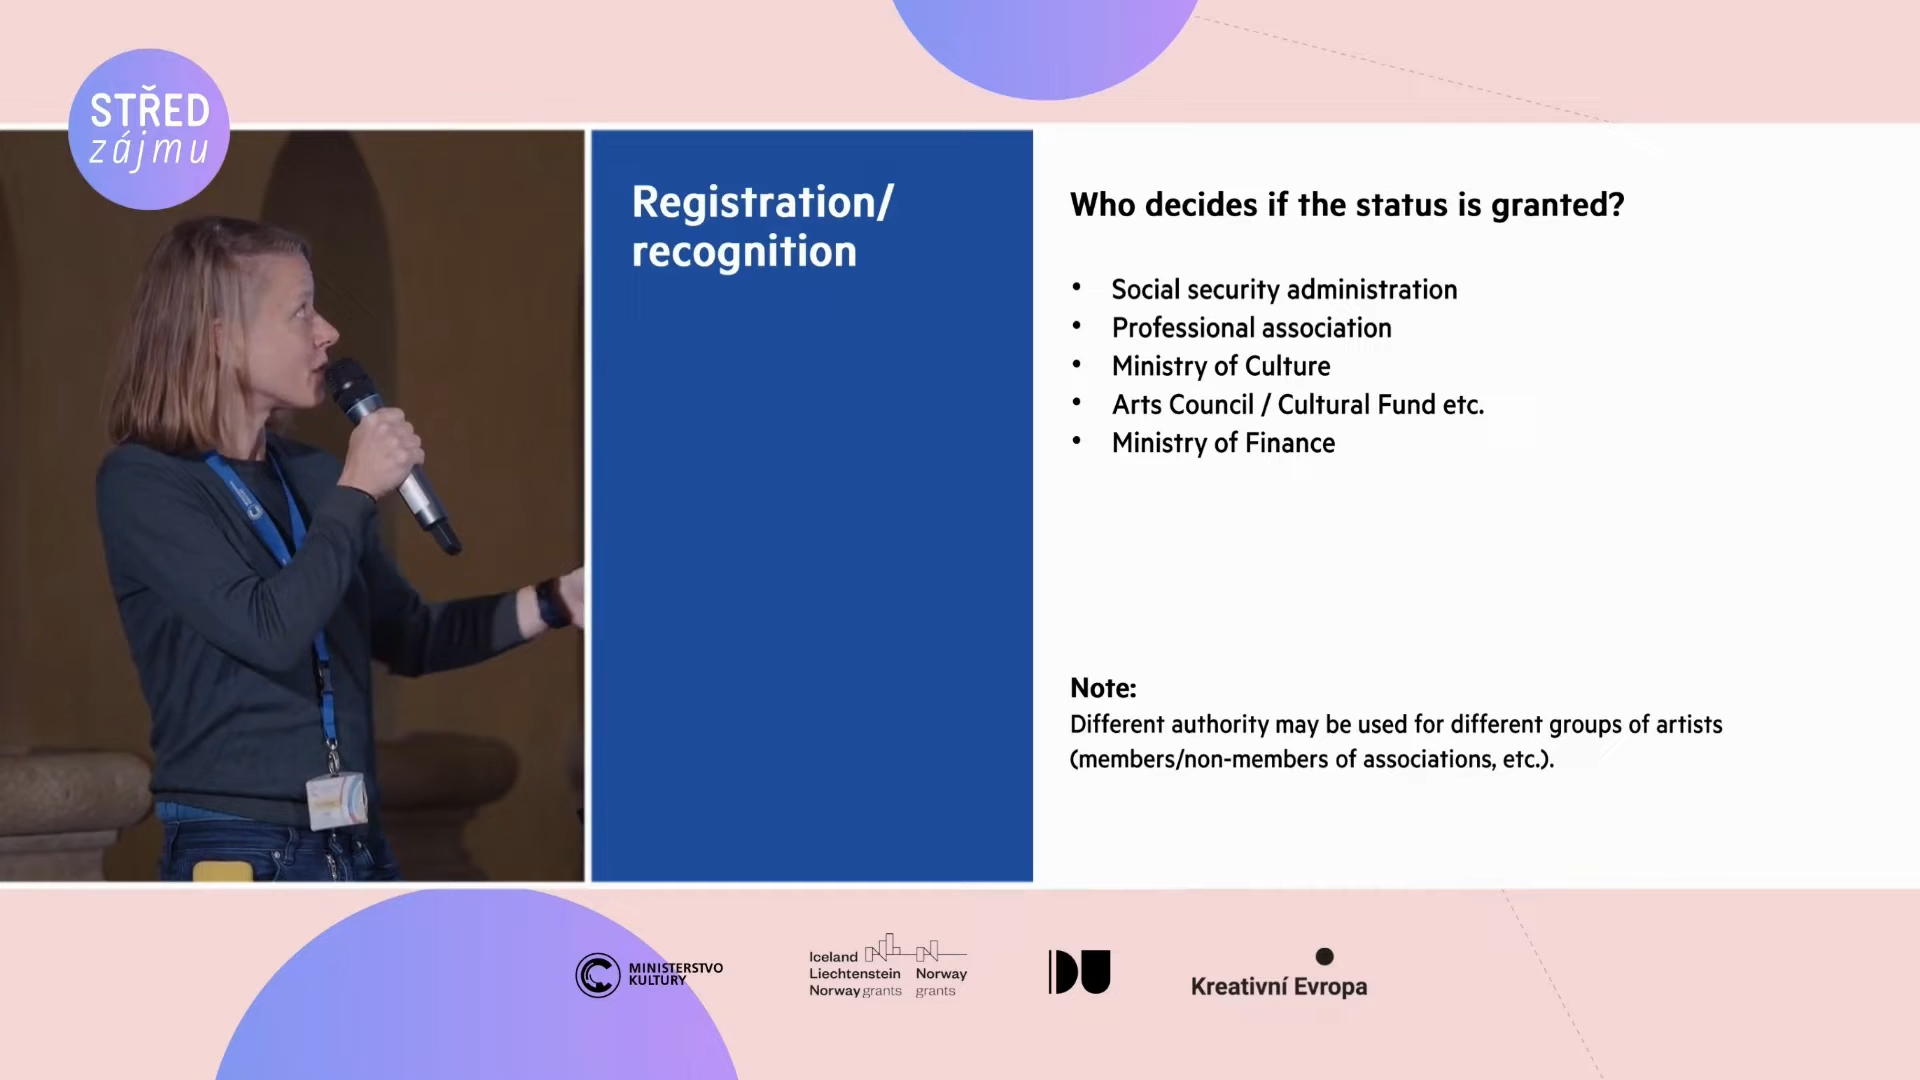 STŘED
zájmu
Registration/
recognition
Who decides if the status is granted?
• Social security administration
• Professional association
• Ministry of Culture
• Arts Council / Cultural Fund etc.
• Ministry of Finance
Note:
Different authority may be used for different groups of artists
(members/non-members of associations, etc.).
MINISTERSTVO
KULTURY
Iceland
Liechtenstein
Norway grants
Norway
grants
DU
Kreativní Evropa